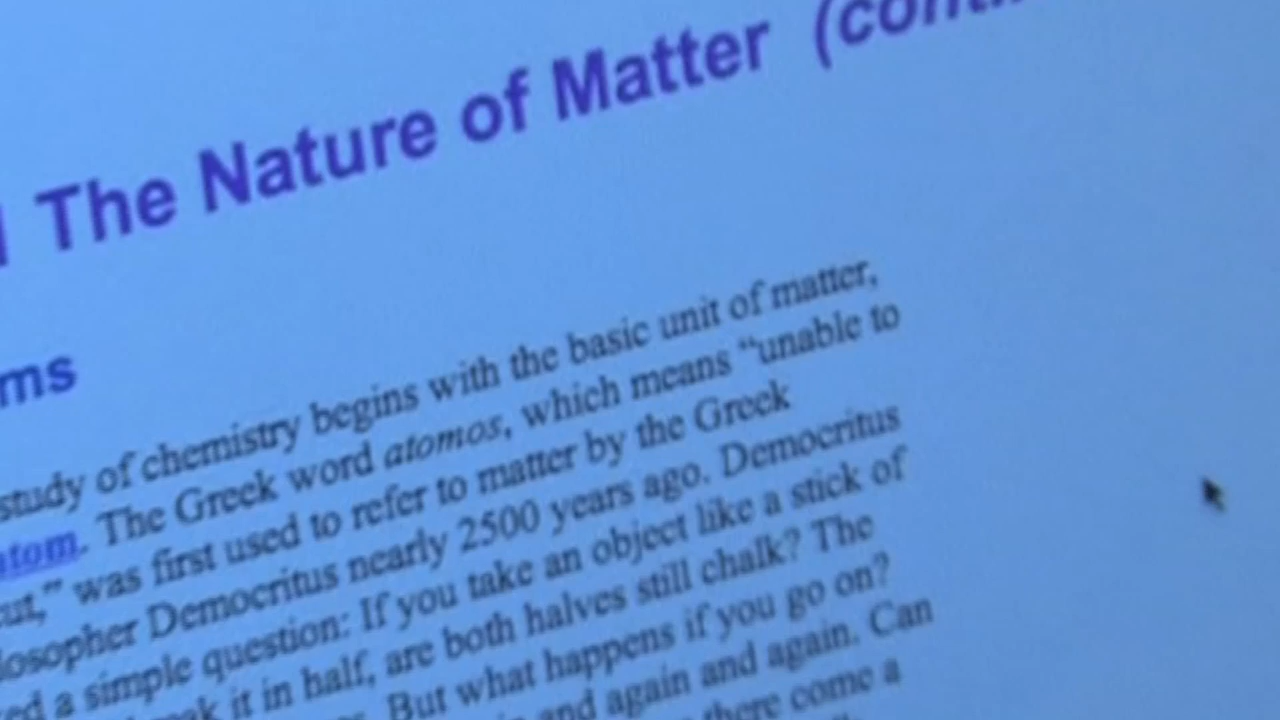 The Nature of Matter (conti
ms
study of chemistry begins with the basic unit of matter,
atom. The Greek word atomos, which means “unable to
cut,” was first used to refer to matter by the Greek
losopher Democritus nearly 2500 years ago. Democritus
ed a simple question: If you take an object like a stick of
it in half, are both halves still chalk? The
But what happens if you go on?
and again and again. Can
there come a